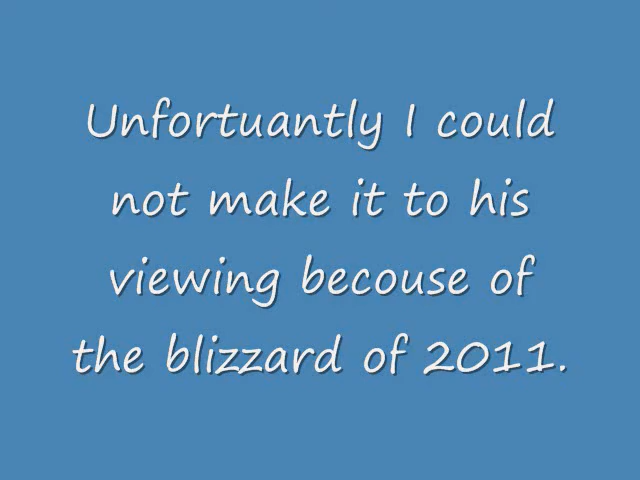 Unfortuantly I could
not make it to his
viewing becouse of
the blizzard of 2011.